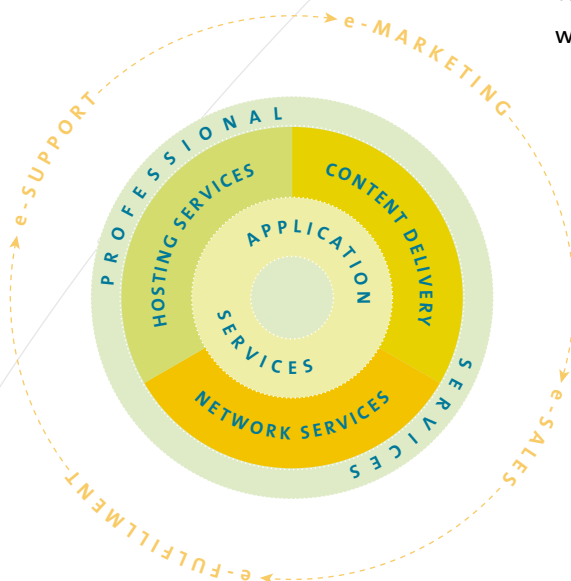 e-MARKETING
W
e-SUPPORT
PROFESSIONAL
HOSTING SERVICES
CONTENT DELIVERY
APPLICATION
SERVICES
NETWORK SERVICES
SERVICES
e-SALES
e-FULFILLMENT